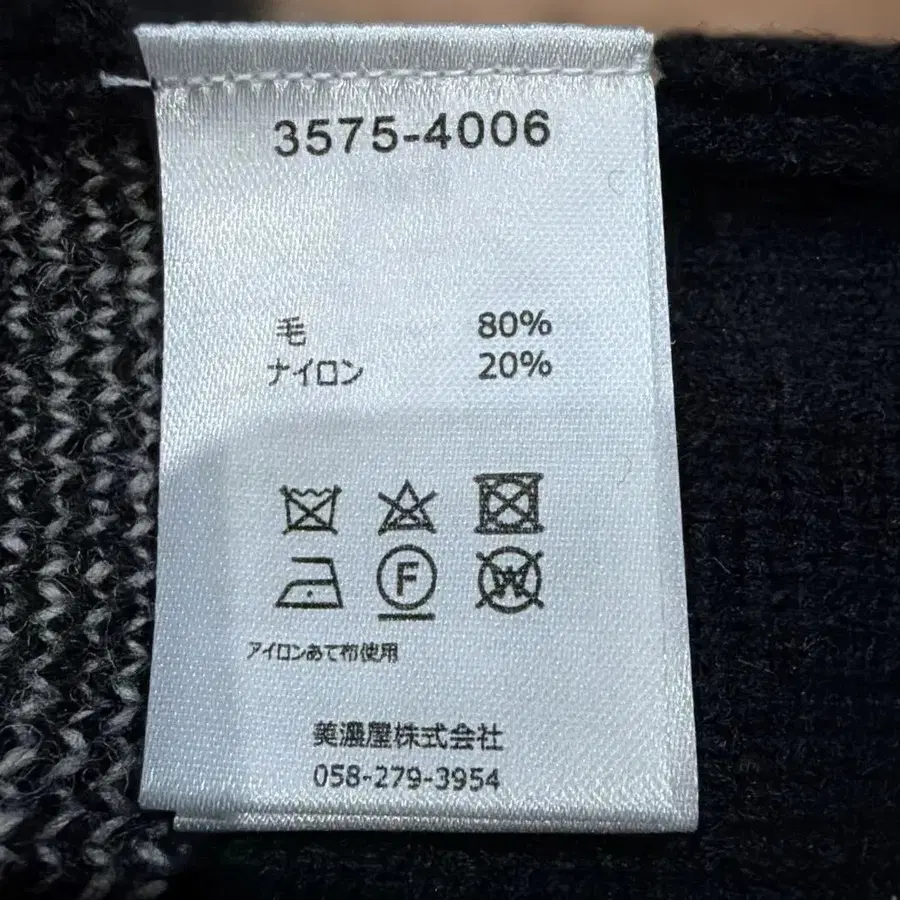 3575-4006
毛 80%
ナイロン 20%
F
W
アイロンあて布使用
美濃屋株式会社
058-279-3954